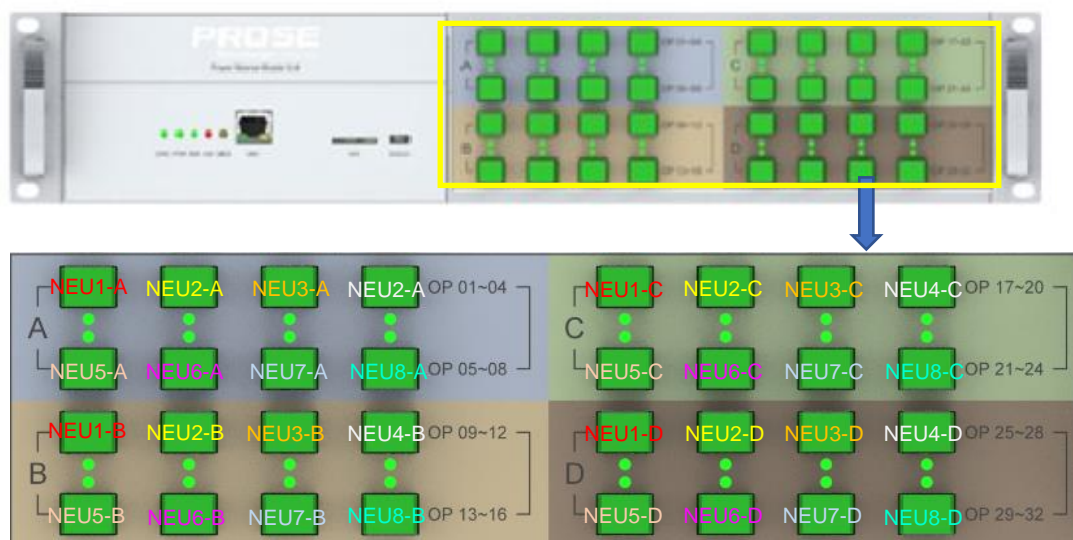 PROSE
A
C
B
D
NEU1-A NEU2-A NEU3-A NEU2-A OP 01~04
A
NEU5-A NEU6-A NEU7-A NEU8-A OP 05~08
NEU1-B NEU2-B NEU3-B NEU4-B OP 09~12
B
NEU5-B NEU6-B NEU7-B NEU8-B OP 13~16
NEU1-C NEU2-C NEU3-C NEU4-C OP 17~20
C
NEU5-C NEU6-C NEU7-C NEU8-C OP 21~24
NEU1-D NEU2-D NEU3-D NEU4-D OP 25~28
D
NEU5-D NEU6-D NEU7-D NEU8-D OP 29~32